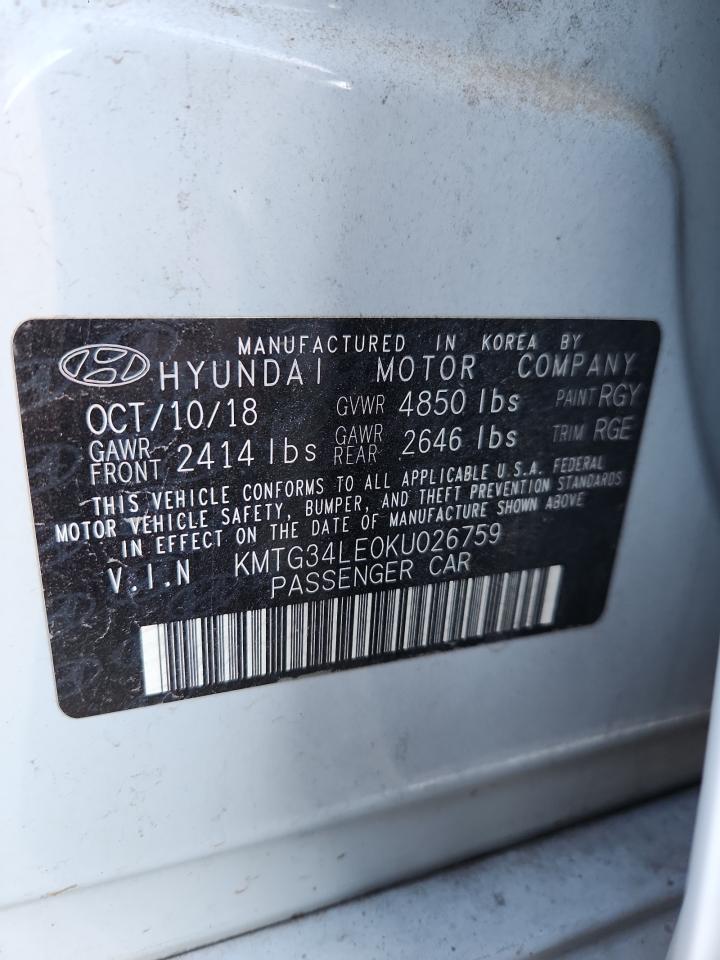 MANUFACTURED IN KOREA BY
HYUNDAI MOTOR COMPANY
OCT/10/18 GVWR 4850 lbs PAINT RGY
GAWR FRONT 2414 lbs GAWR REAR 2646 lbs TRIM RGE
THIS VEHICLE CONFORMS TO ALL APPLICABLE U.S.A. FEDERAL
MOTOR VEHICLE SAFETY, BUMPER, AND THEFT PREVENTION STANDARDS
IN EFFECT ON THE DATE OF MANUFACTURE SHOWN ABOVE
V.I.N KMTG34LE0KU026759
PASSENGER CAR